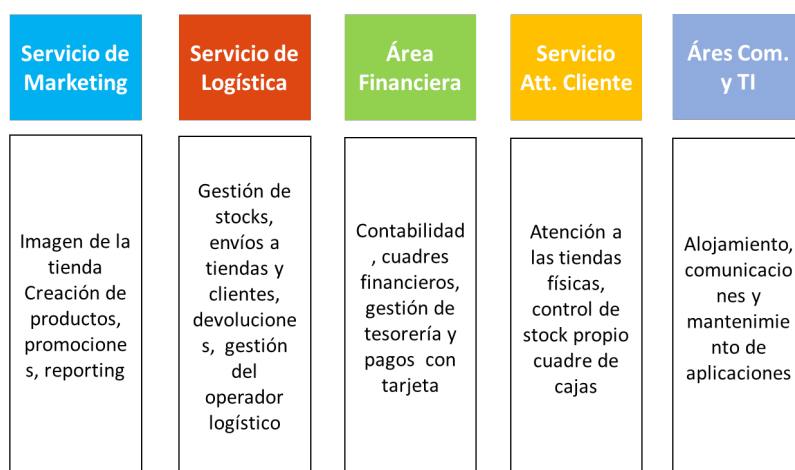 Servicio de
Marketing
Servicio de
Logística
Área
Financiera
Servicio
Att. Cliente
Áres Com.
y TI
Imagen de la
tienda
Creación de
productos,
promocione
s, reporting
Gestión de
stocks,
envíos a
tiendas y
clientes,
devolucione
s, gestión
del
operador
logístico
Contabilidad
, cuadres
financieros,
gestión de
tesorería y
pagos con
tarjeta
Atención a
las tiendas
físicas,
control de
stock propio
cuadre de
cajas
Alojamiento,
comunicacio
nes y
mantenimie
nto de
aplicaciones